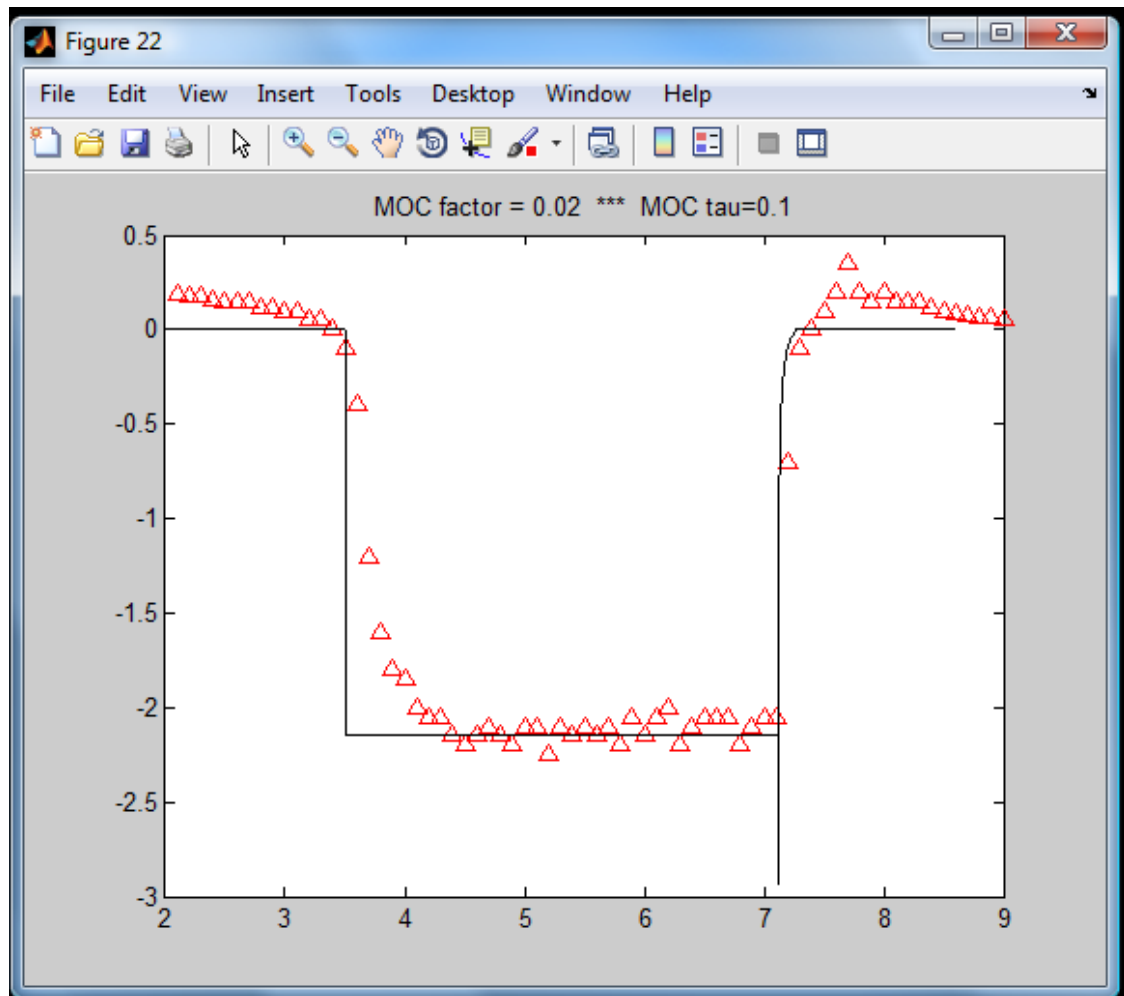 Figure 22
File Edit View Insert Tools Desktop Window Help
MOC factor = 0.02 *** MOC tau=0.1
0.5
0
-0.5
-1
-1.5
-2
-2.5
-3
2 3 4 5 6 7 8 9